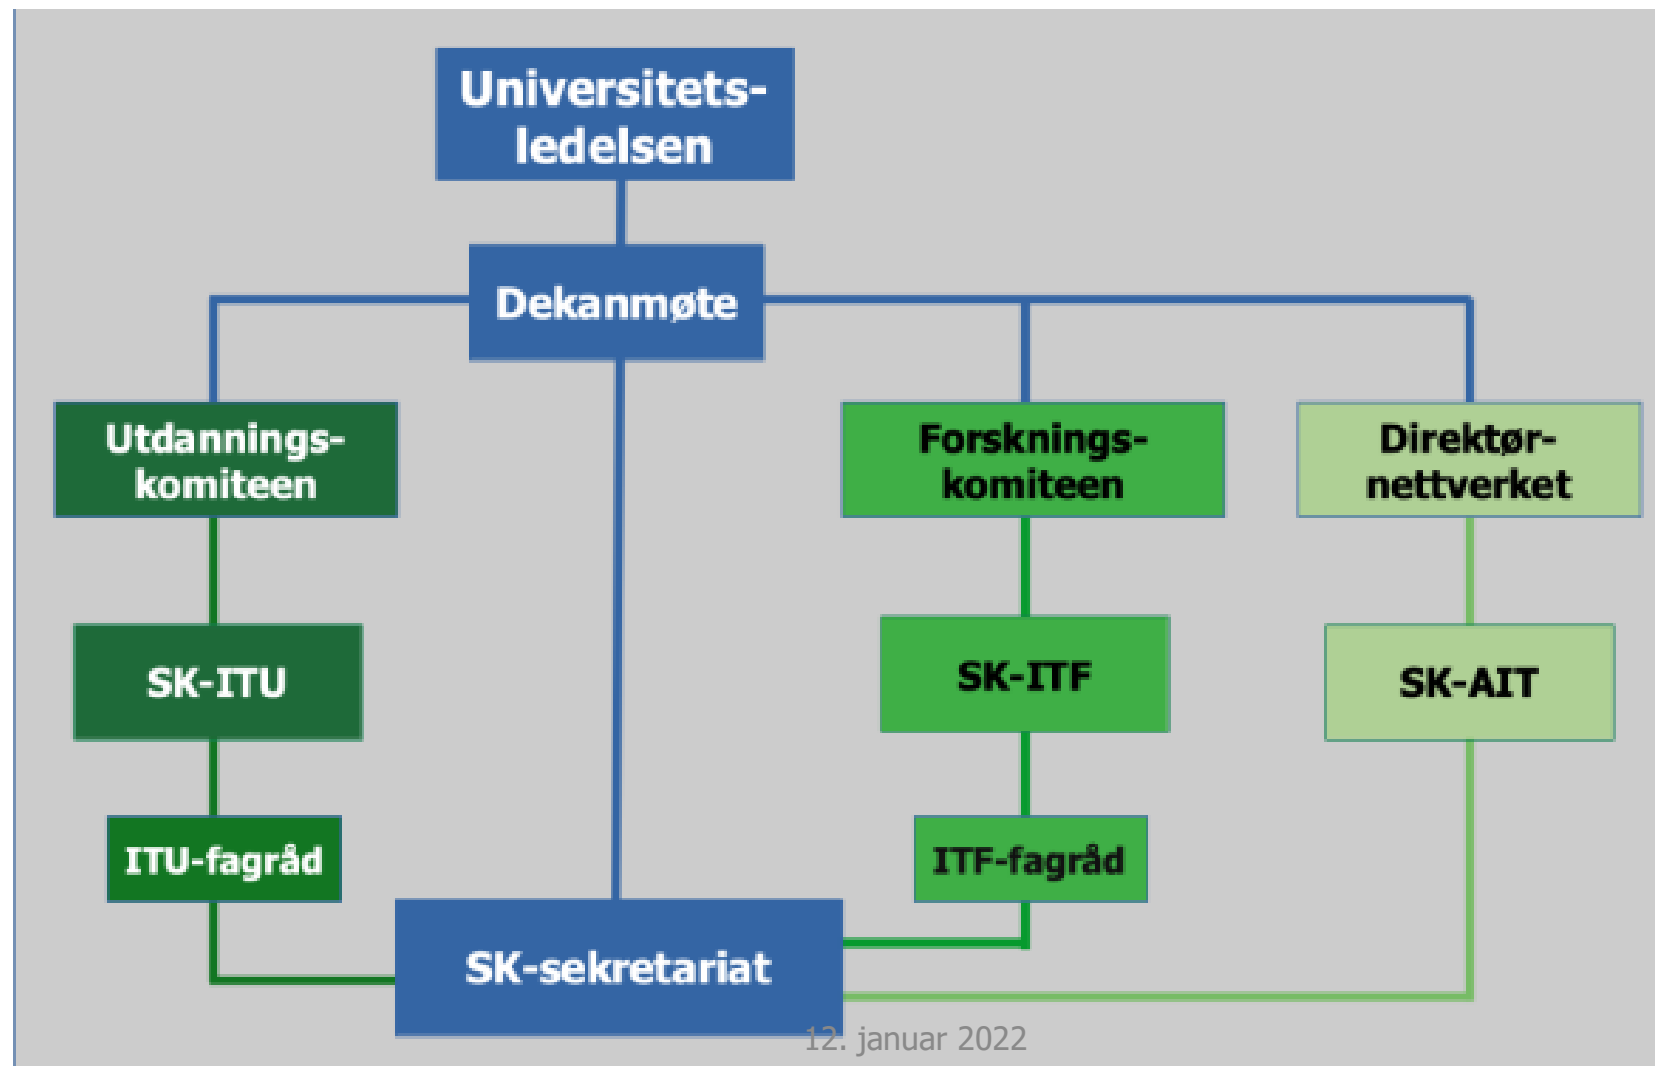 Universitets-
ledelsen
Dekanmøte
Utdannings-
komiteen
Forsknings-
komiteen
Direktør-
nettverket
SK-ITU
SK-ITF
SK-AIT
ITU-fagråd
ITF-fagråd
SK-sekretariat
12. januar 2022